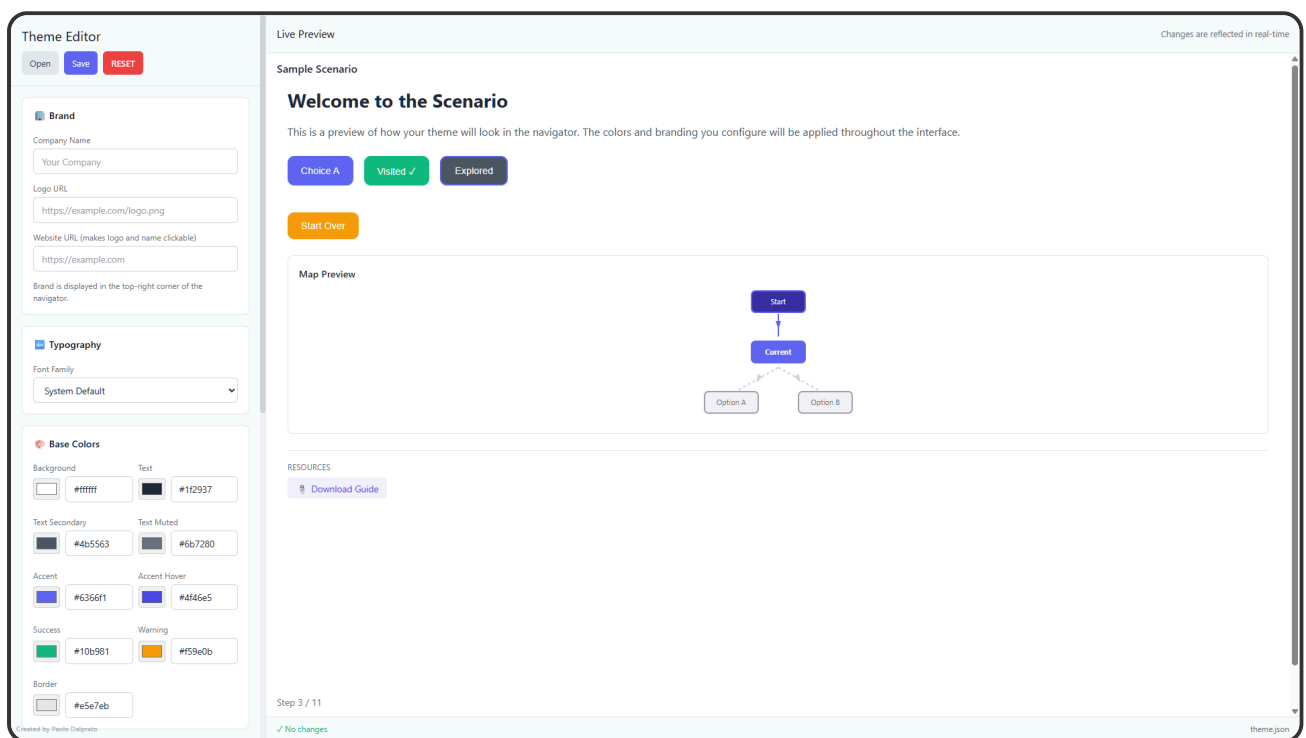 Theme Editor
Open Save RESET
Brand
Company Name
Your Company
Logo URL
https://example.com/logo.png
Website URL (makes logo and name clickable)
https://example.com
Brand is displayed in the top-right corner of the
navigator.
Typography
Font Family
System Default
Base Colors
Background Text
#ffffff #1f2937
Text Secondary Text Muted
#4b5563 #6b7280
Accent Accent Hover
#6366f1 #4f46e5
Success Warning
#10b981 #f59e0b
Border
#e5e7eb
Created by Paolo Dalprato
Live Preview Changes are reflected in real-time
Sample Scenario
Welcome to the Scenario
This is a preview of how your theme will look in the navigator. The colors and branding you configure will be applied throughout the interface.
Choice A Visited ✓ Explored
Start Over
Map Preview
Start
Current
Option A Option B
RESOURCES
Download Guide
Step 3 / 11
✓ No changes theme.json